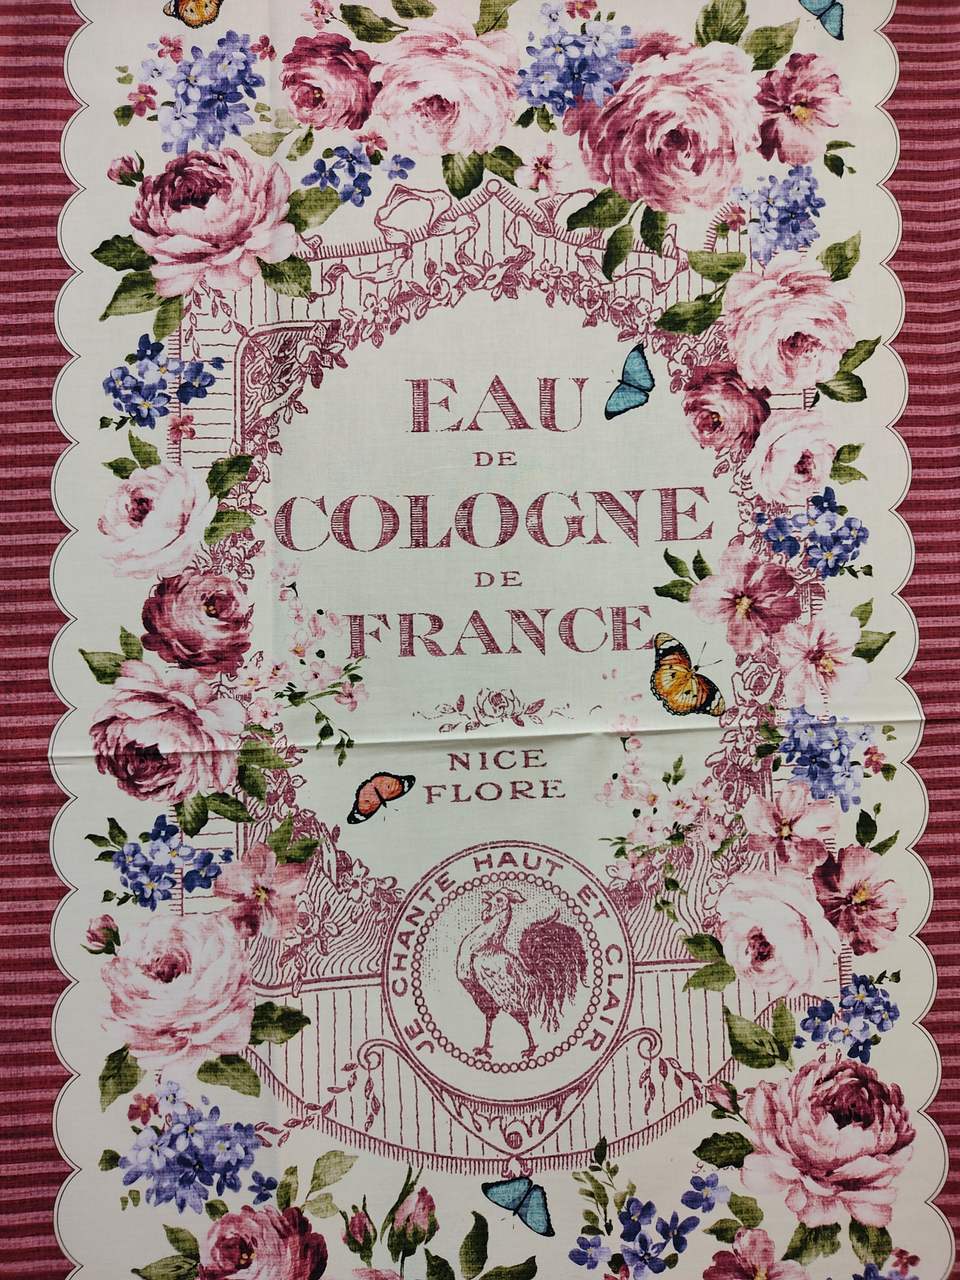 EAU
DE
COLOGNE
DE
FRANCE
NICE
FLORE
JE CHANTE HAUT ET CLAIR